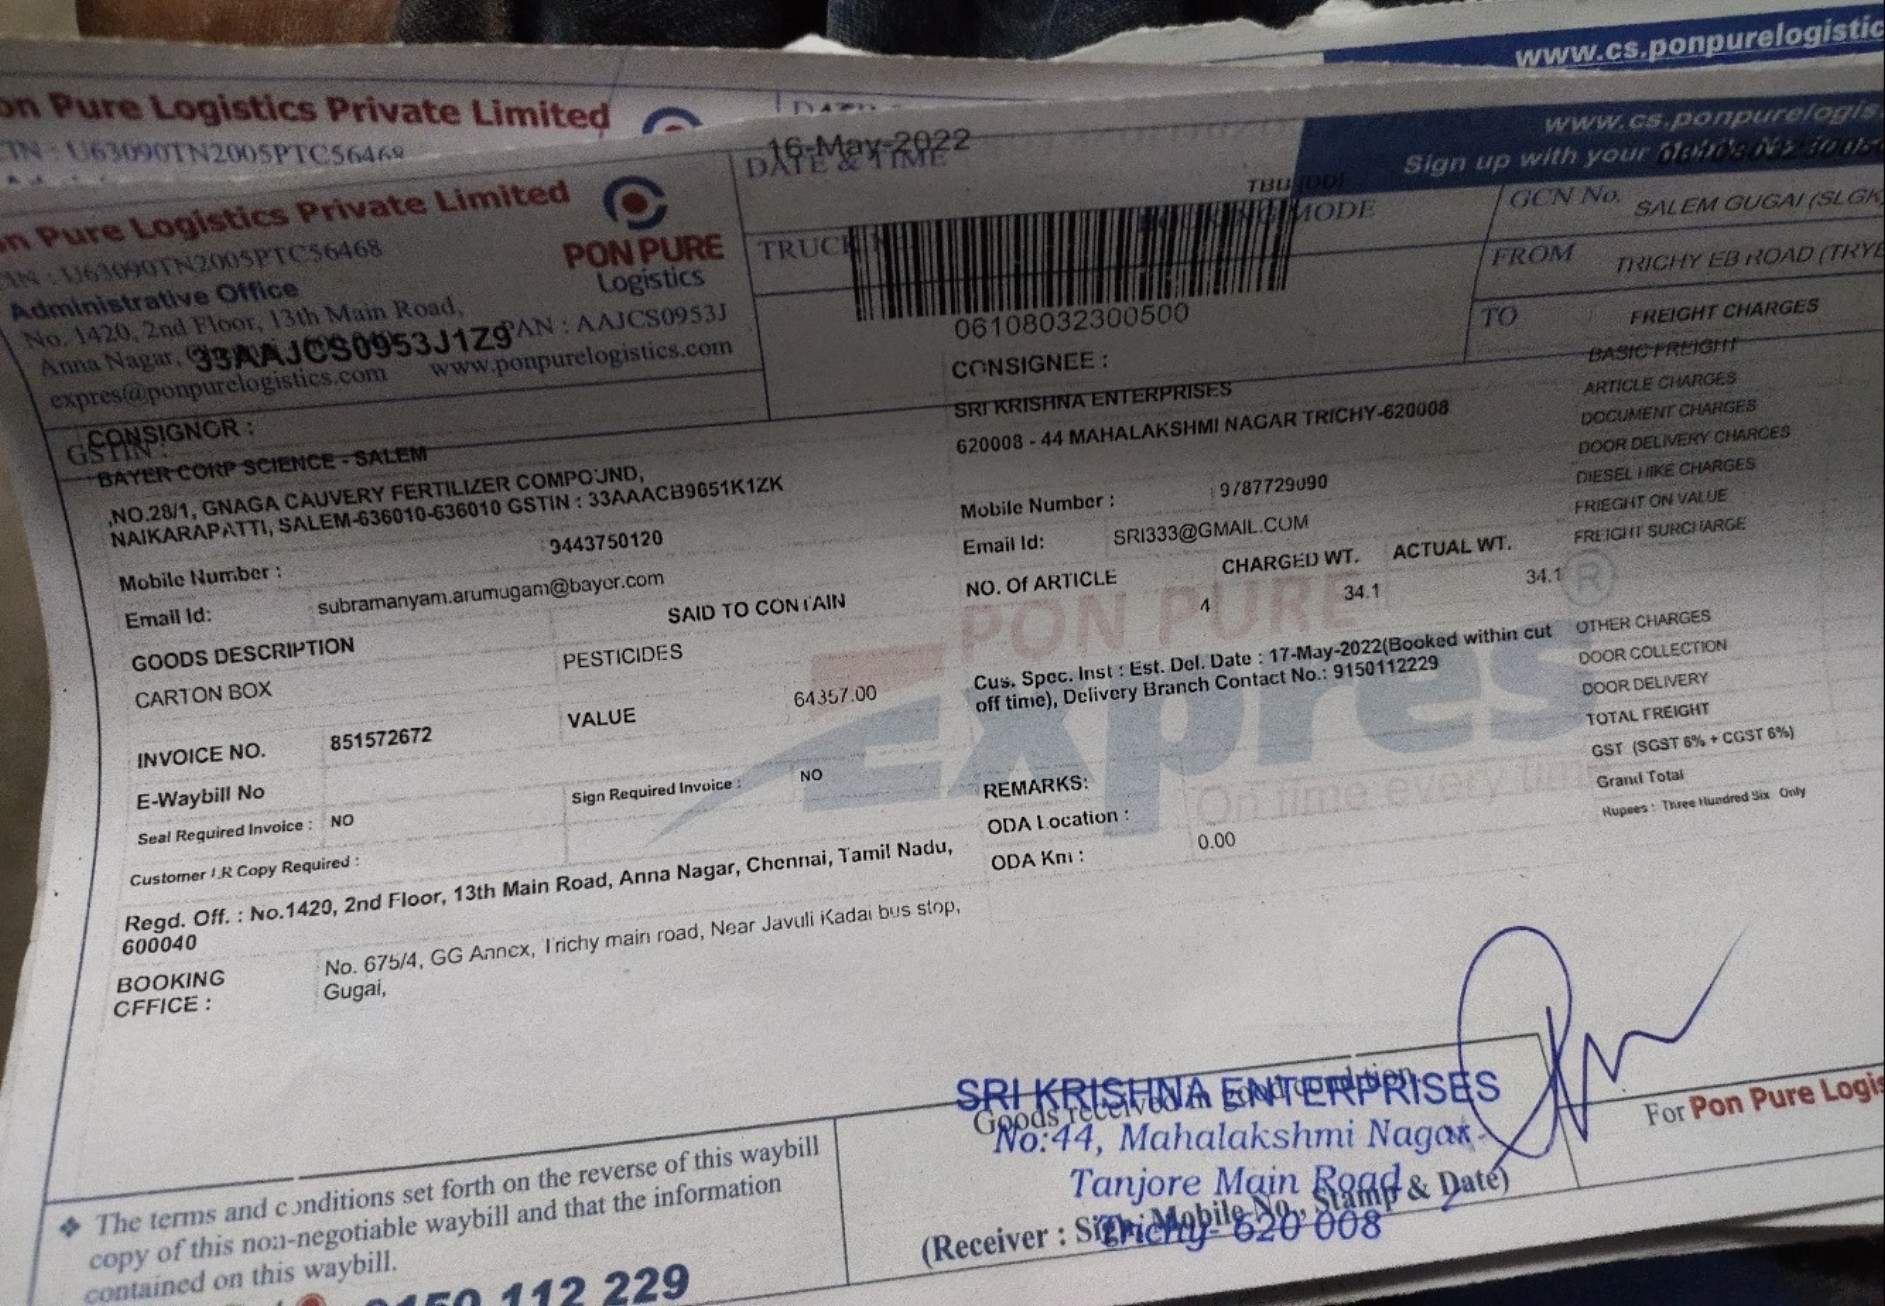 www.cs.ponpurelogistic
on Pure Logistics Private Limited
U63090TN2005PTC56468
www.cs.ponpurelogis
Sign up with your
n Pure Logistics Private Limited
U63090TN2005PTC56468
PON PURE
Logistics
Administrative Office
No. 1420, 2nd Floor, 13th Main Road,
Anna Nagar,
33AAJCS0953J1Z9
PAN : AAJCS0953J
expres@ponpurelogistics.com www.ponpurelogistics.com
GSTIN :
16-May-2022
DATE & TIME
TRUCK
MODE
06108032300500
GCN No.
SALEM GUGAI (SLGK
FROM
TRICHY EB ROAD (TRYE
TO
CONSIGNOR :
BAYER CORP SCIENCE - SALEM
,NO.28/1, GNAGA CAUVERY FERTILIZER COMPOUND,
NAIKARAPATTI, SALEM-636010-636010 GSTIN : 33AAACB9651K1ZK
Mobile Number : 9443750120
Email Id: subramanyam.arumugam@bayer.com
CONSIGNEE :
SRI KRISHNA ENTERPRISES
620008 - 44 MAHALAKSHMI NAGAR TRICHY-620008
Mobile Number : 9787729090
Email Id: SRI333@GMAIL.COM
GOODS DESCRIPTION SAID TO CONTAIN
CARTON BOX PESTICIDES
INVOICE NO. 851572672 VALUE 64357.00
E-Waybill No
Seal Required Invoice : NO Sign Required Invoice : NO
Customer LR Copy Required :
Regd. Off. : No.1420, 2nd Floor, 13th Main Road, Anna Nagar, Chennai, Tamil Nadu,
600040
BOOKING
OFFICE :
No. 675/4, GG Annex, Trichy main road, Near Javuli Kadai bus stop,
Gugai,
NO. Of ARTICLE CHARGED WT. ACTUAL WT.
4 34.1 34.1
Cus. Spec. Inst : Est. Del. Date : 17-May-2022(Booked within cut
off time), Delivery Branch Contact No.: 9150112229
REMARKS:
ODA Location :
ODA Km : 0.00
PON PURE
Expres
On time every time
®
FREIGHT CHARGES
BASIC FREIGHT
ARTICLE CHARGES
DOCUMENT CHARGES
DOOR DELIVERY CHARGES
DIESEL HIKE CHARGES
FRIEGHT ON VALUE
FREIGHT SURCHARGE
OTHER CHARGES
DOOR COLLECTION
DOOR DELIVERY
TOTAL FREIGHT
GST (SGST 6% + CGST 6%)
Grand Total
Rupees : Three Hundred Six Only
❖ The terms and conditions set forth on the reverse of this waybill
copy of this non-negotiable waybill and that the information
contained on this waybill.
112 229
Goods received in good condition
SRI KRISHNA ENTERPRISES
No:44, Mahalakshmi Nagar
Tanjore Main Road
Trichy- 620 008
(Receiver : Sign, Mobile No., Stamp & Date)
For Pon Pure Logis